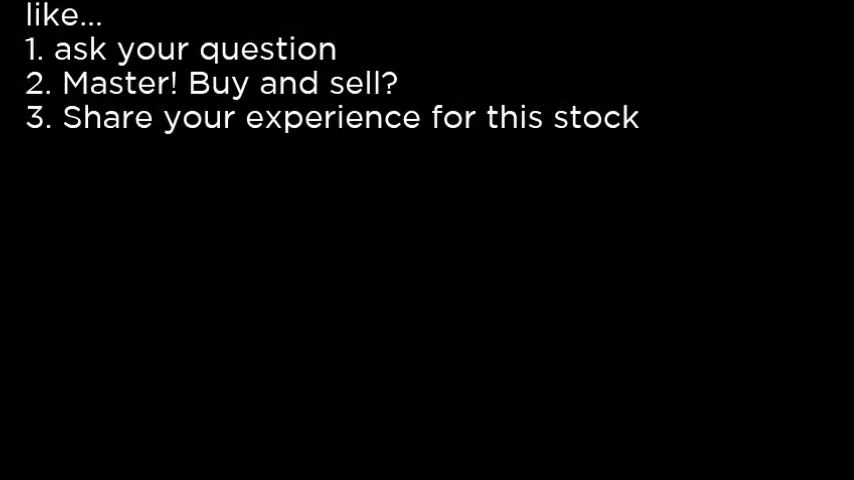 like...
1. ask your question
2. Master! Buy and sell?
3. Share your experience for this stock